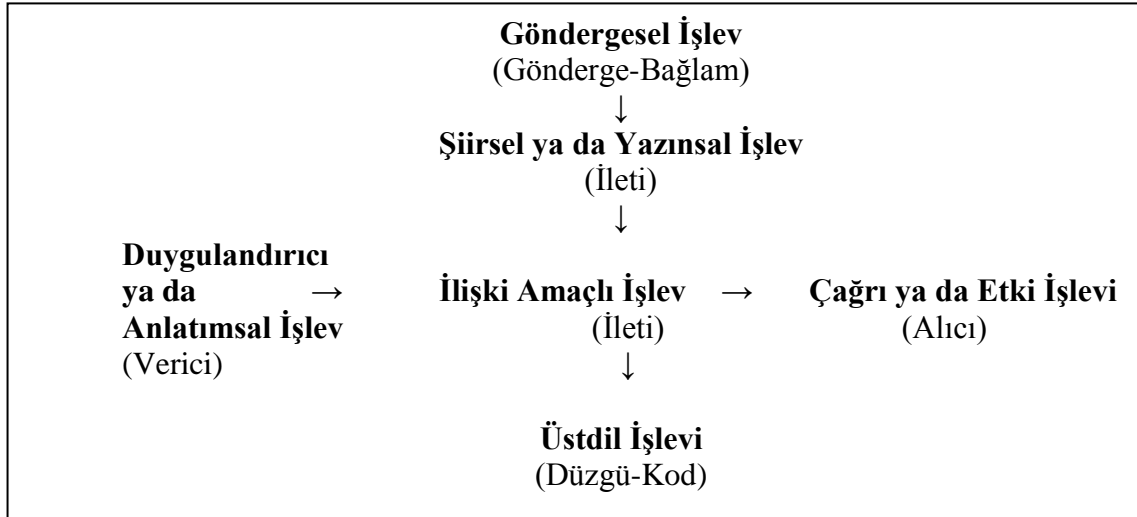 Göndergesel İşlev
(Gönderge-Bağlam)
↓
Şiirsel ya da Yazınsal İşlev
(İleti)
↓
Duygulandırıcı
ya da → İlişki Amaçlı İşlev → Çağrı ya da Etki İşlevi
Anlatımsal İşlev (İleti) (Alıcı)
(Verici) ↓
Üstdil İşlevi
(Düzgü-Kod)